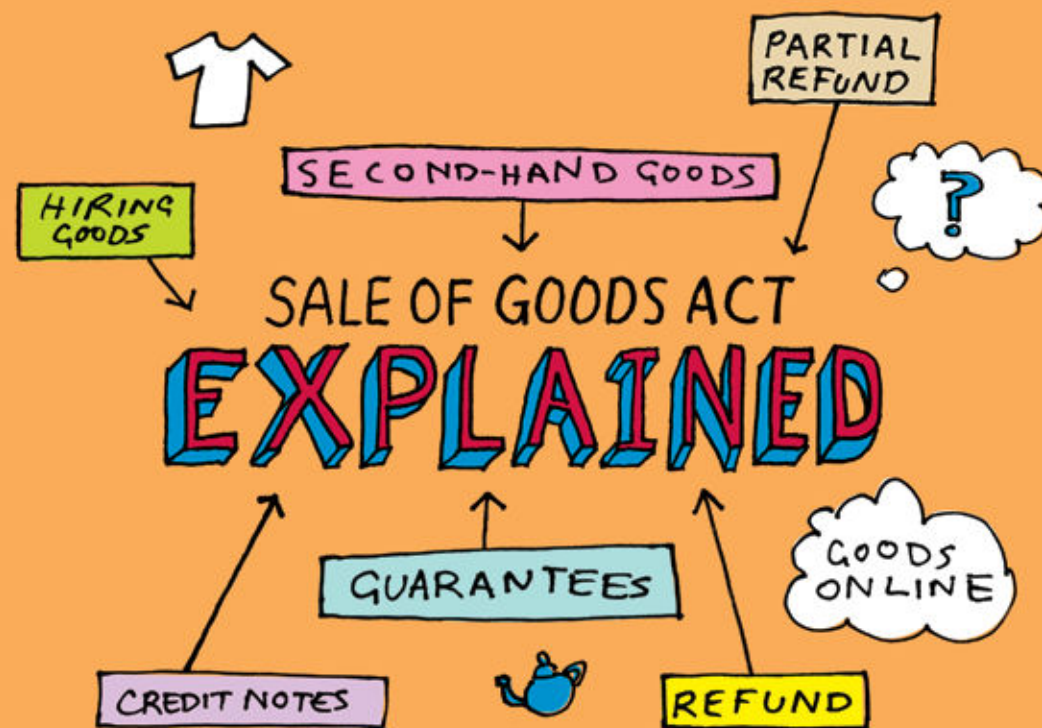 PARTIAL
REFUND
SECOND-HAND GOODS
?
HIRING
GOODS
SALE OF GOODS ACT
EXPLAINED
GOODS
ONLINE
GUARANTEES
CREDIT NOTES
REFUND